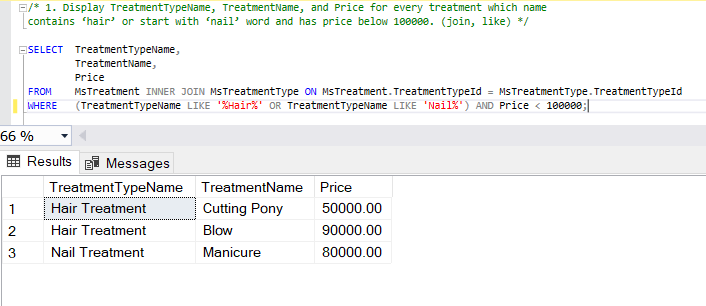 /* 1. Display TreatmentTypeName, TreatmentName, and Price for every treatment which name
contains ‘hair’ or start with ‘nail’ word and has price below 100000. (join, like) */
SELECT TreatmentTypeName,
TreatmentName,
Price
FROM MsTreatment INNER JOIN MsTreatmentType ON MsTreatment.TreatmentTypeId = MsTreatmentType.TreatmentTypeId
WHERE (TreatmentTypeName LIKE '%Hair%' OR TreatmentTypeName LIKE 'Nail%') AND Price < 100000;
66 %
Results Messages
TreatmentTypeName TreatmentName Price
1 Hair Treatment Cutting Pony 50000.00
2 Hair Treatment Blow 90000.00
3 Nail Treatment Manicure 80000.00